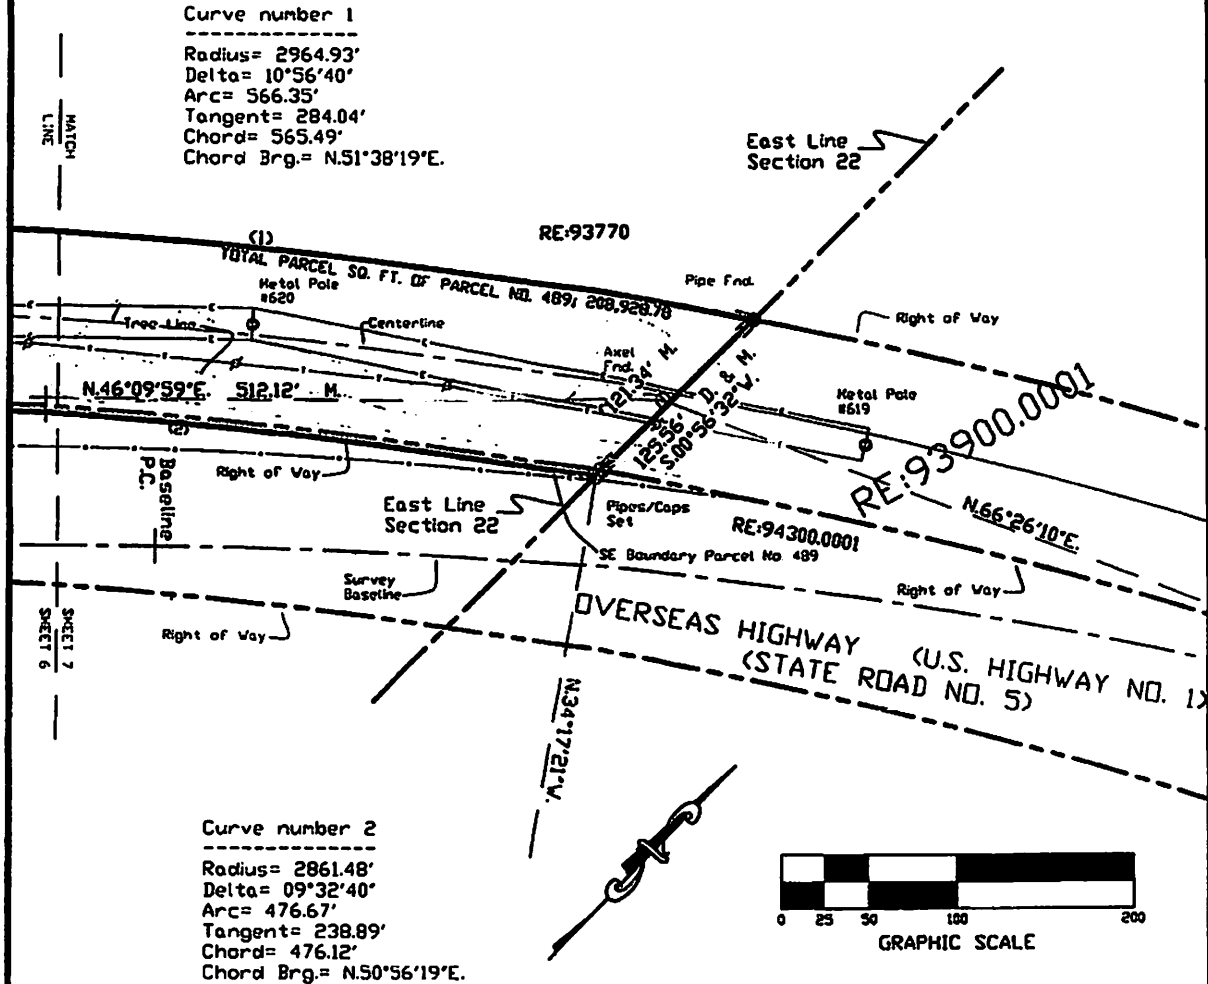 Curve number 1
--------------
Radius= 2964.93'
Delta= 10°56'40"
Arc= 566.35'
Tangent= 284.04'
Chord= 565.49'
Chord Brg.= N.51°38'19"E.
MATCH
LINE
East Line
Section 22
RE:93770
(1)
TOTAL PARCEL SQ. FT. OF PARCEL NO. 489: 208,928.78
Pipe Fnd.
Metal Pole
#620
Right of Way
Tree Line
Centerline
Axel
Fnd.
121.34' M.
125.56' D. & M.
S.00°56'32"W.
Metal Pole
#619
RE:93900.0001
N.46°09'59"E. 512.12' M.
(2)
Right of Way
Baseline
P.C.
East Line
Section 22
Pipes/Caps
Set
RE:94300.0001
N.66°26'10"E.
SE Boundary Parcel No 489
Survey
Baseline
Right of Way
SHEET 7
SHEET 6
Right of Way
OVERSEAS HIGHWAY (U.S. HIGHWAY NO. 1)
(STATE ROAD NO. 5)
N.34°17'21"W.
Curve number 2
--------------
Radius= 2861.48'
Delta= 09°32'40"
Arc= 476.67'
Tangent= 238.89'
Chord= 476.12'
Chord Brg.= N.50°56'19"E.
0 25 50 100 200
GRAPHIC SCALE